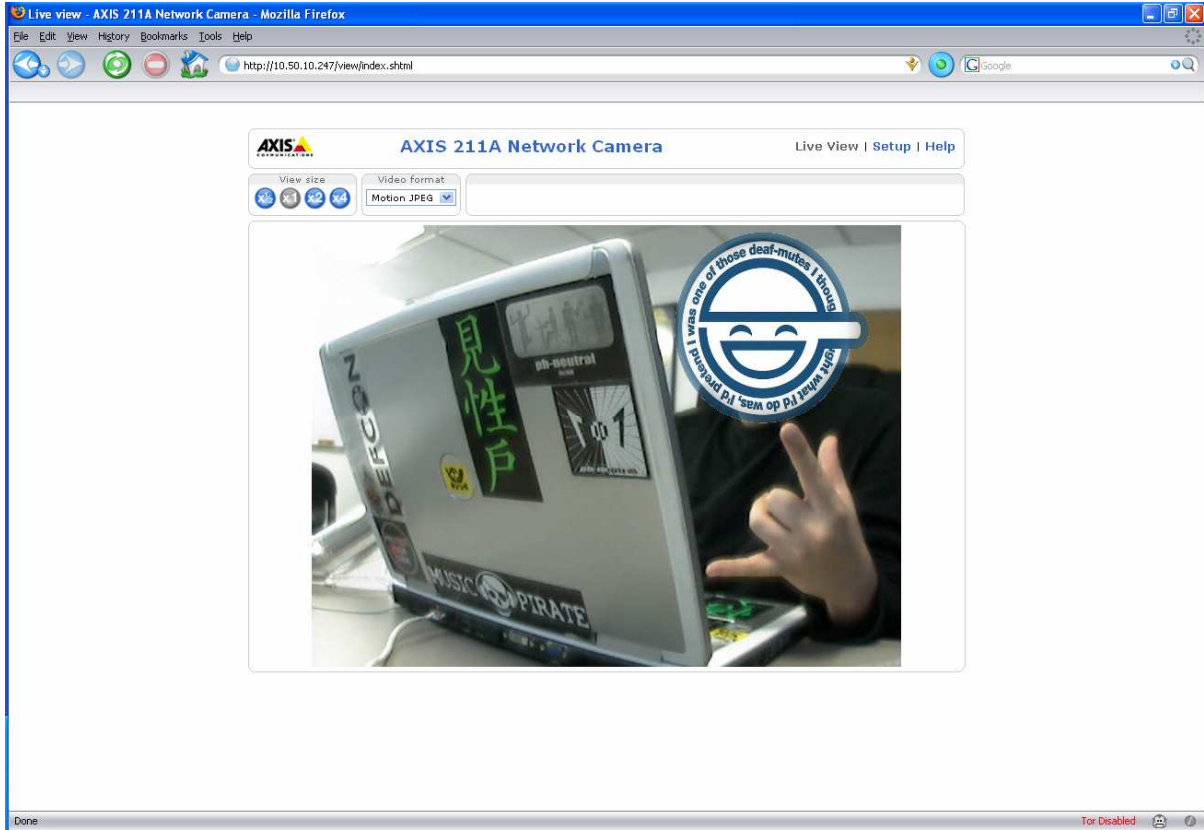 Live view - AXIS 211A Network Camera - Mozilla Firefox
File Edit View History Bookmarks Tools Help
http://10.50.10.247/view/index.shtml
Google
AXIS
COMMUNICATIONS
AXIS 211A Network Camera
Live View | Setup | Help
View size
Video format
x½ x1 x2 x4
Motion JPEG
I thoug
ght what I'd do was, I'd pretend I was one of those deaf-mutes
ph-neutral
見性戸
DERCON
MUSIC PIRATE
Done
Tor Disabled